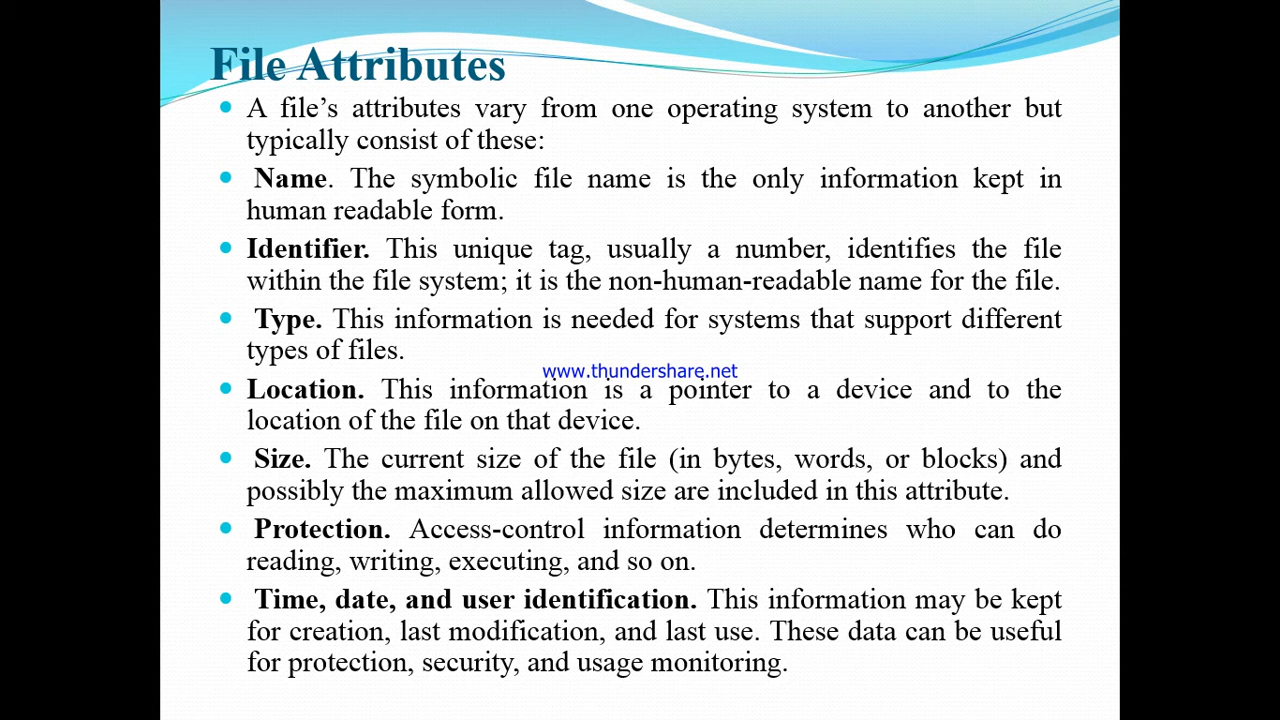 File Attributes
A file’s attributes vary from one operating system to another but
typically consist of these:
Name. The symbolic file name is the only information kept in
human readable form.
Identifier. This unique tag, usually a number, identifies the file
within the file system; it is the non-human-readable name for the file.
Type. This information is needed for systems that support different
types of files.
www.thundershare.net
Location. This information is a pointer to a device and to the
location of the file on that device.
Size. The current size of the file (in bytes, words, or blocks) and
possibly the maximum allowed size are included in this attribute.
Protection. Access-control information determines who can do
reading, writing, executing, and so on.
Time, date, and user identification. This information may be kept
for creation, last modification, and last use. These data can be useful
for protection, security, and usage monitoring.